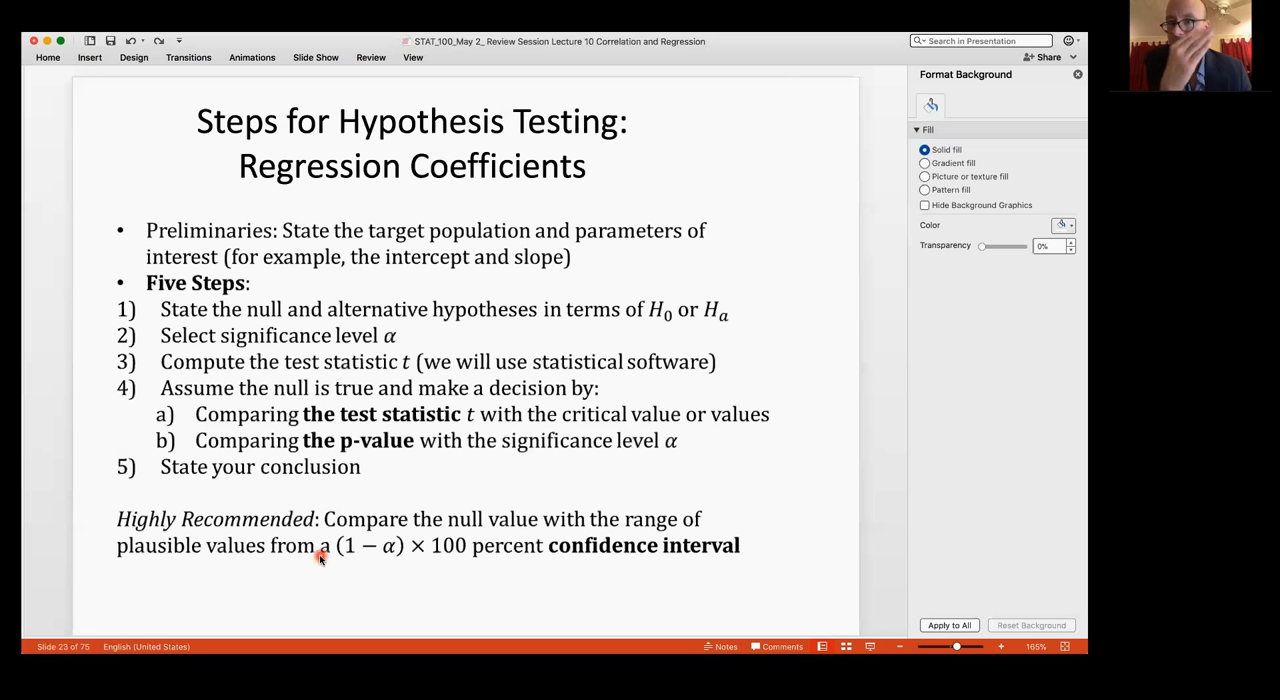 STAT_100_May 2_ Review Session Lecture 10 Correlation and Regression
Search in Presentation
Home Insert Design Transitions Animations Slide Show Review View
Share
Steps for Hypothesis Testing:
Regression Coefficients
• Preliminaries: State the target population and parameters of
interest (for example, the intercept and slope)
• Five Steps:
1) State the null and alternative hypotheses in terms of H₀ or Hₐ
2) Select significance level α
3) Compute the test statistic t (we will use statistical software)
4) Assume the null is true and make a decision by:
a) Comparing the test statistic t with the critical value or values
b) Comparing the p-value with the significance level α
5) State your conclusion
Highly Recommended: Compare the null value with the range of
plausible values from a (1 − α) × 100 percent confidence interval
Format Background
Fill
Solid fill
Gradient fill
Picture or texture fill
Pattern fill
Hide Background Graphics
Color
Transparency 0%
Apply to All Reset Background
Slide 23 of 75 English (United States) Notes Comments 165%